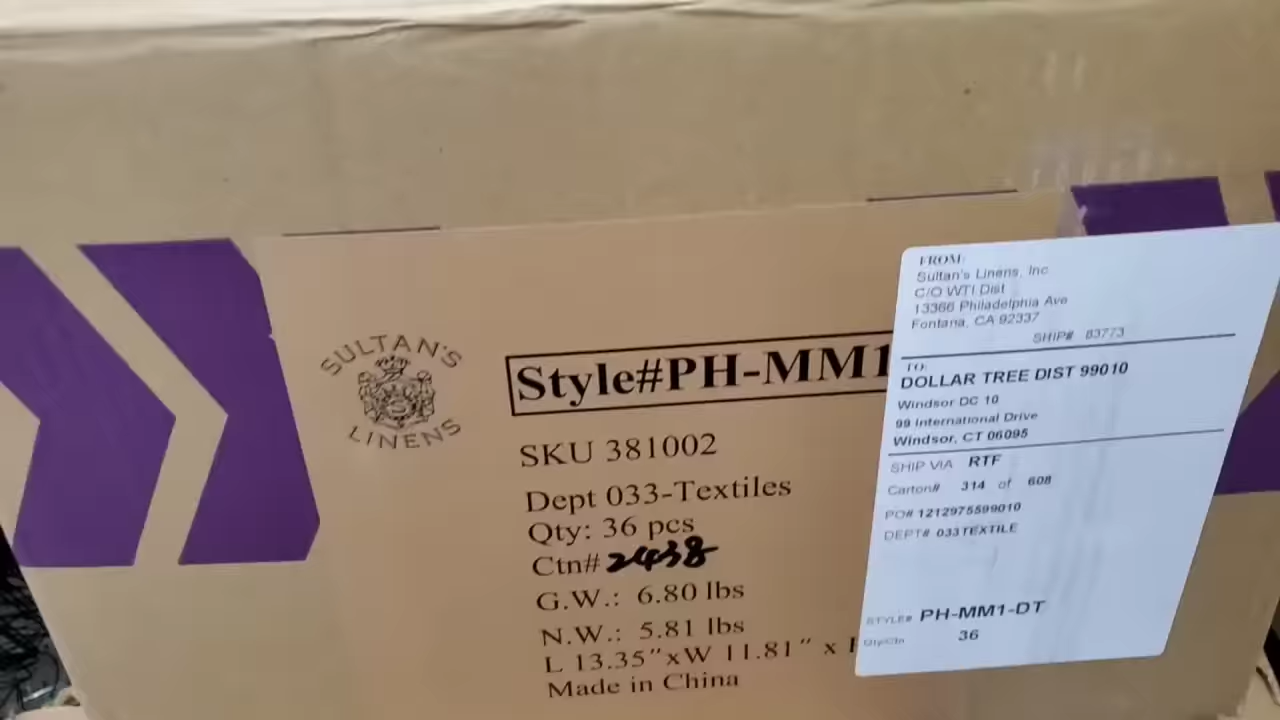 SULTAN'S
LINENS
Style#PH-MM1
SKU 381002
Dept 033-Textiles
Qty: 36 pcs
Ctn# 2438
G.W.: 6.80 lbs
N.W.: 5.81 lbs
L 13.35"xW 11.81" x
Made in China
FROM:
Sultan's Linens, Inc
C/O WTI Dist
13366 Philadelphia Ave
Fontana, CA 92337
SHIP# 83773
TO:
DOLLAR TREE DIST 99010
Windsor DC 10
99 International Drive
Windsor, CT 06095
SHIP VIA RTF
Carton# 314 of 608
PO# 1212975599010
DEPT# 033 TEXTILE
STYLE# PH-MM1-DT
Qty/Ctn 36